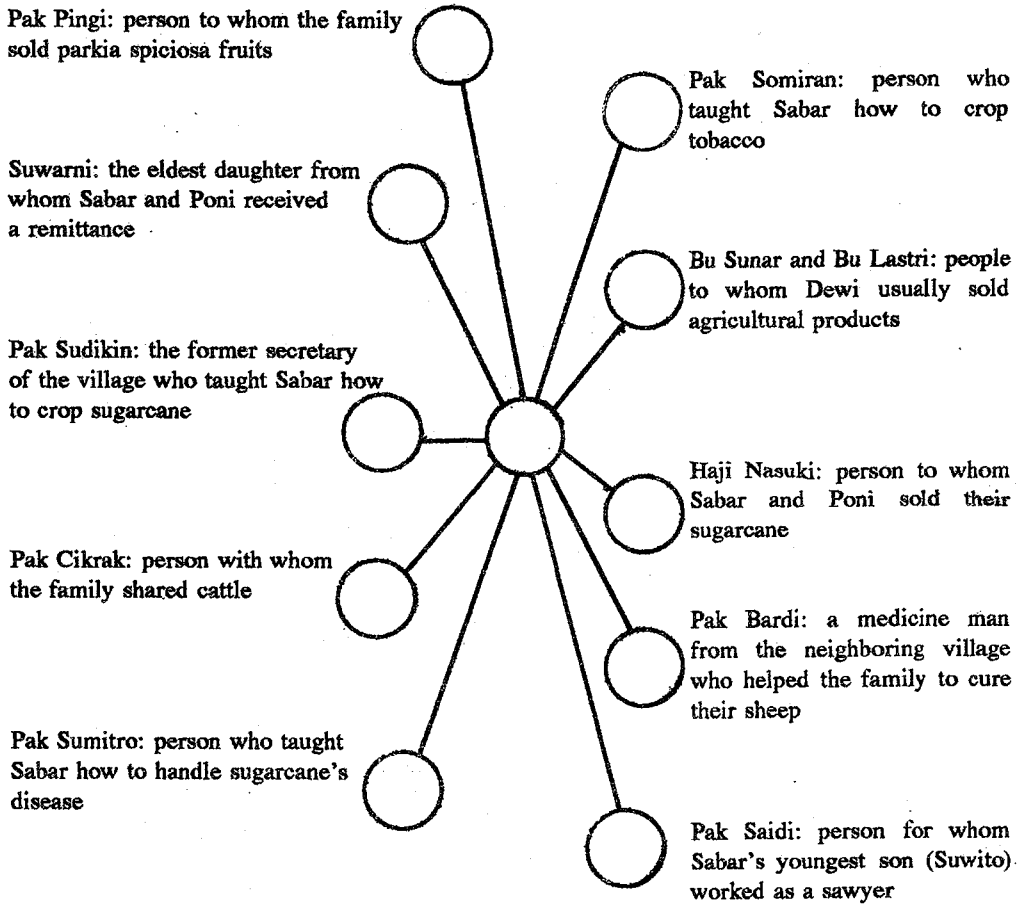 Pak Pingi: person to whom the family
sold parkia spiciosa fruits
Pak Somiran: person who
taught Sabar how to crop
tobacco
Suwarni: the eldest daughter from
whom Sabar and Poni received
a remittance
Bu Sunar and Bu Lastri: people
to whom Dewi usually sold
agricultural products
Pak Sudikin: the former secretary
of the village who taught Sabar how
to crop sugarcane
Haji Nasuki: person to whom
Sabar and Poni sold their
sugarcane
Pak Cikrak: person with whom
the family shared cattle
Pak Bardi: a medicine man
from the neighboring village
who helped the family to cure
their sheep
Pak Sumitro: person who taught
Sabar how to handle sugarcane's
disease
Pak Saidi: person for whom
Sabar's youngest son (Suwito)
worked as a sawyer